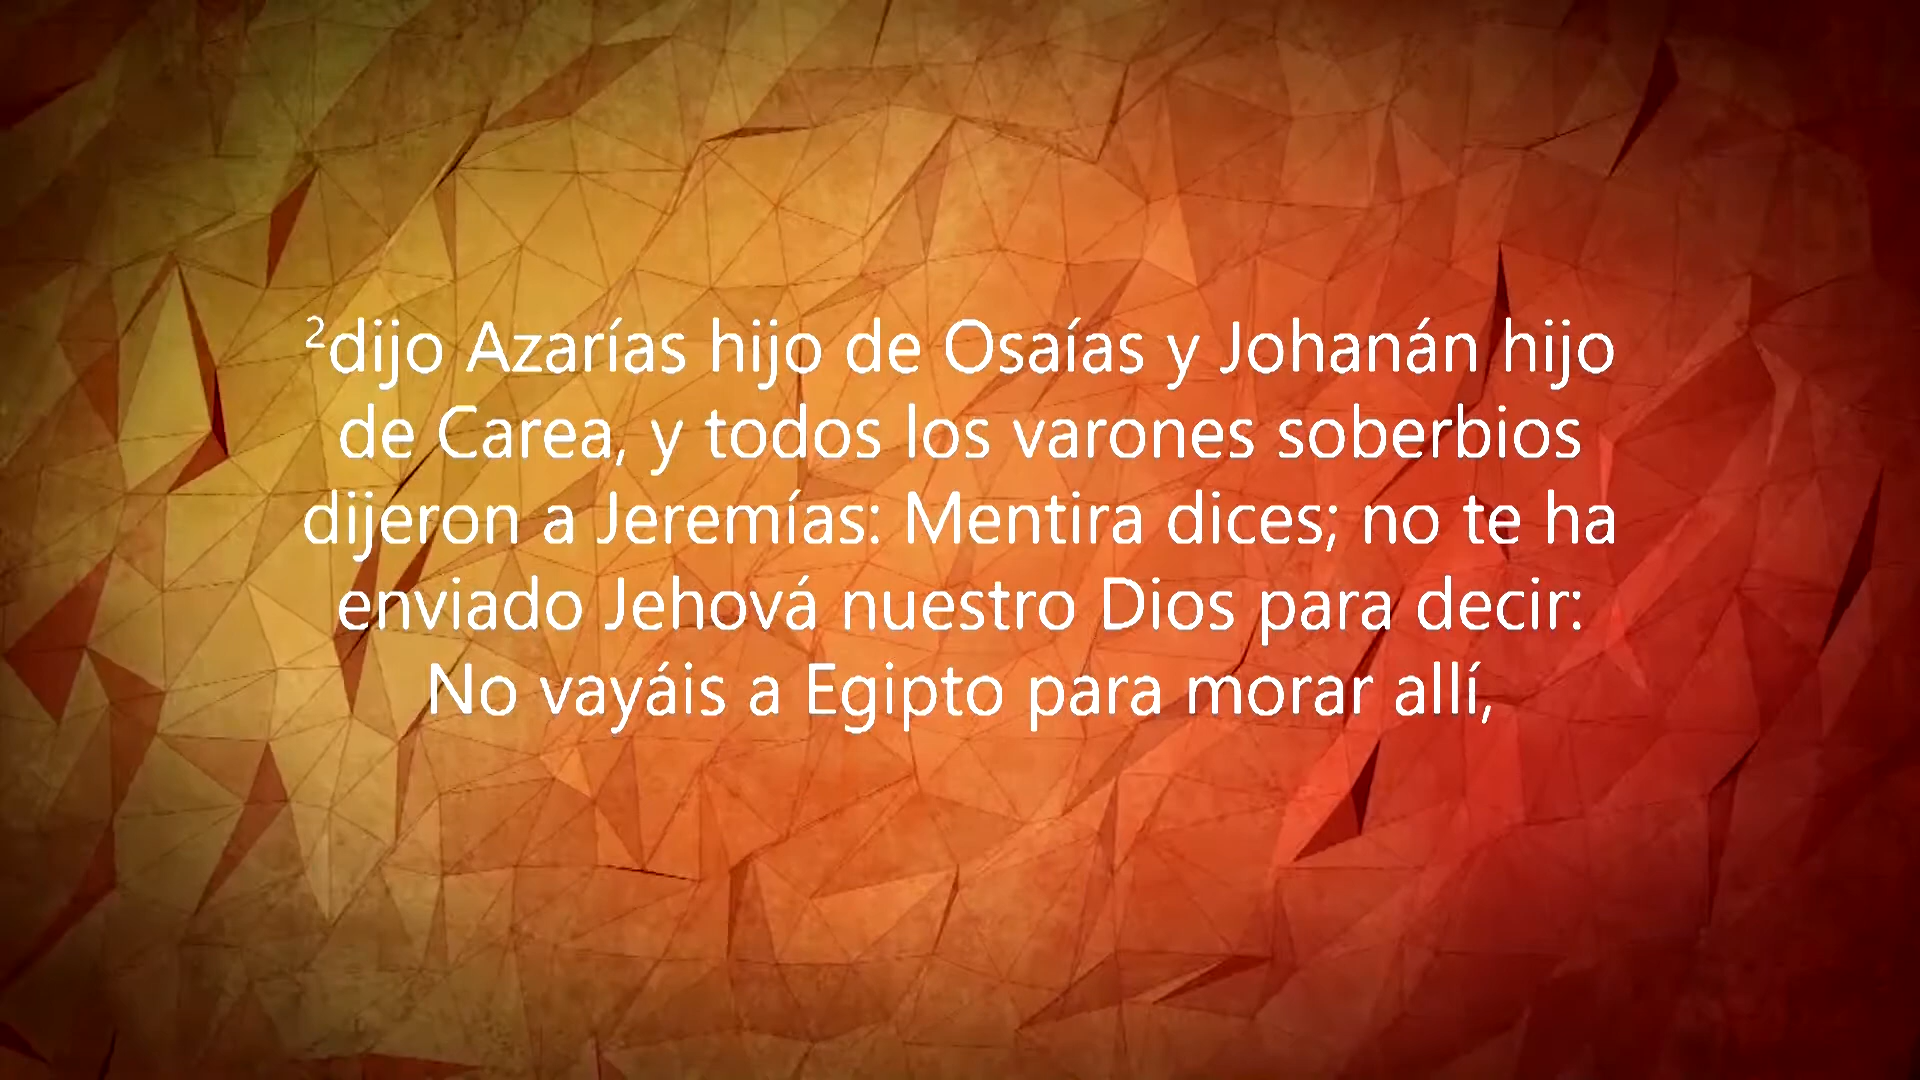 ²dijo Azarías hijo de Osaías y Johanán hijo
de Carea, y todos los varones soberbios
dijeron a Jeremías: Mentira dices; no te ha
enviado Jehová nuestro Dios para decir:
No vayáis a Egipto para morar allí,